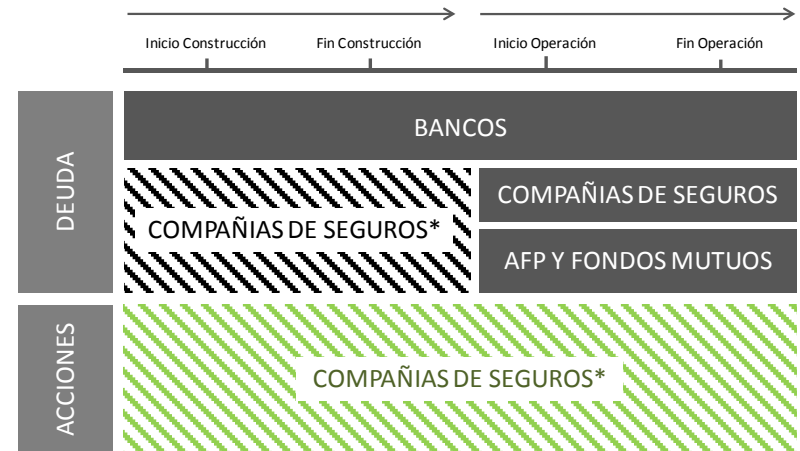 Inicio Construcción
Fin Construcción
Inicio Operación
Fin Operación
DEUDA
BANCOS
COMPAÑIAS DE SEGUROS*
COMPAÑIAS DE SEGUROS
AFP Y FONDOS MUTUOS
ACCIONES
COMPAÑIAS DE SEGUROS*